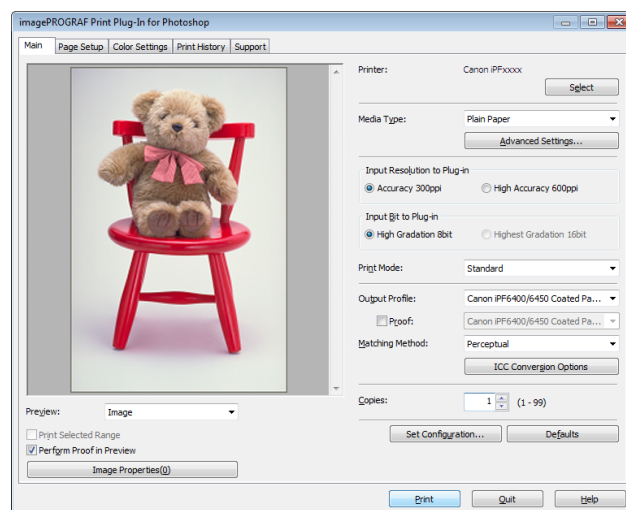 imagePROGRAF Print Plug-In for Photoshop
Main Page Setup Color Settings Print History Support
Printer: Canon iPFxxxx
Select
Media Type: Plain Paper
Advanced Settings...
Input Resolution to Plug-in
Accuracy 300ppi High Accuracy 600ppi
Input Bit to Plug-in
High Gradation 8bit Highest Gradation 16bit
Print Mode: Standard
Output Profile: Canon iPF6400/6450 Coated Pa...
Proof: Canon iPF6400/6450 Coated Pa...
Matching Method: Perceptual
ICC Conversion Options
Copies: 1 (1 - 99)
Preview: Image
Print Selected Range
Perform Proof in Preview
Image Properties(0)
Set Configuration... Defaults
Print Quit Help